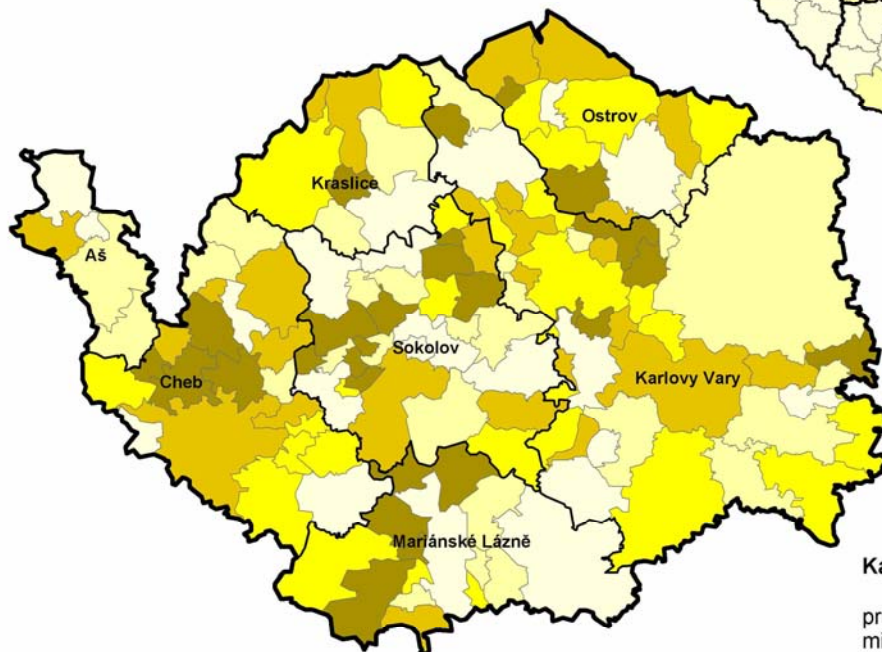 Ostrov
Kraslice
Aš
Sokolov
Cheb
Karlovy Vary
Mariánské Lázně